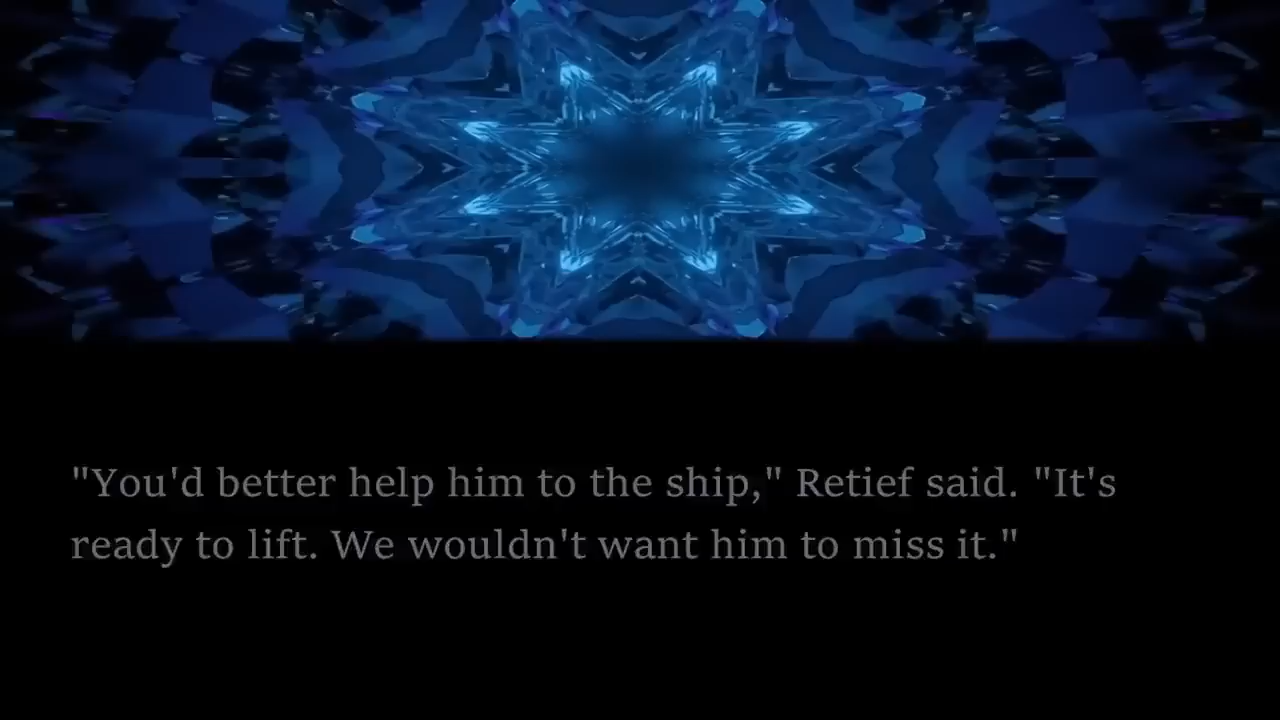 "You'd better help him to the ship," Retief said. "It's
ready to lift. We wouldn't want him to miss it."